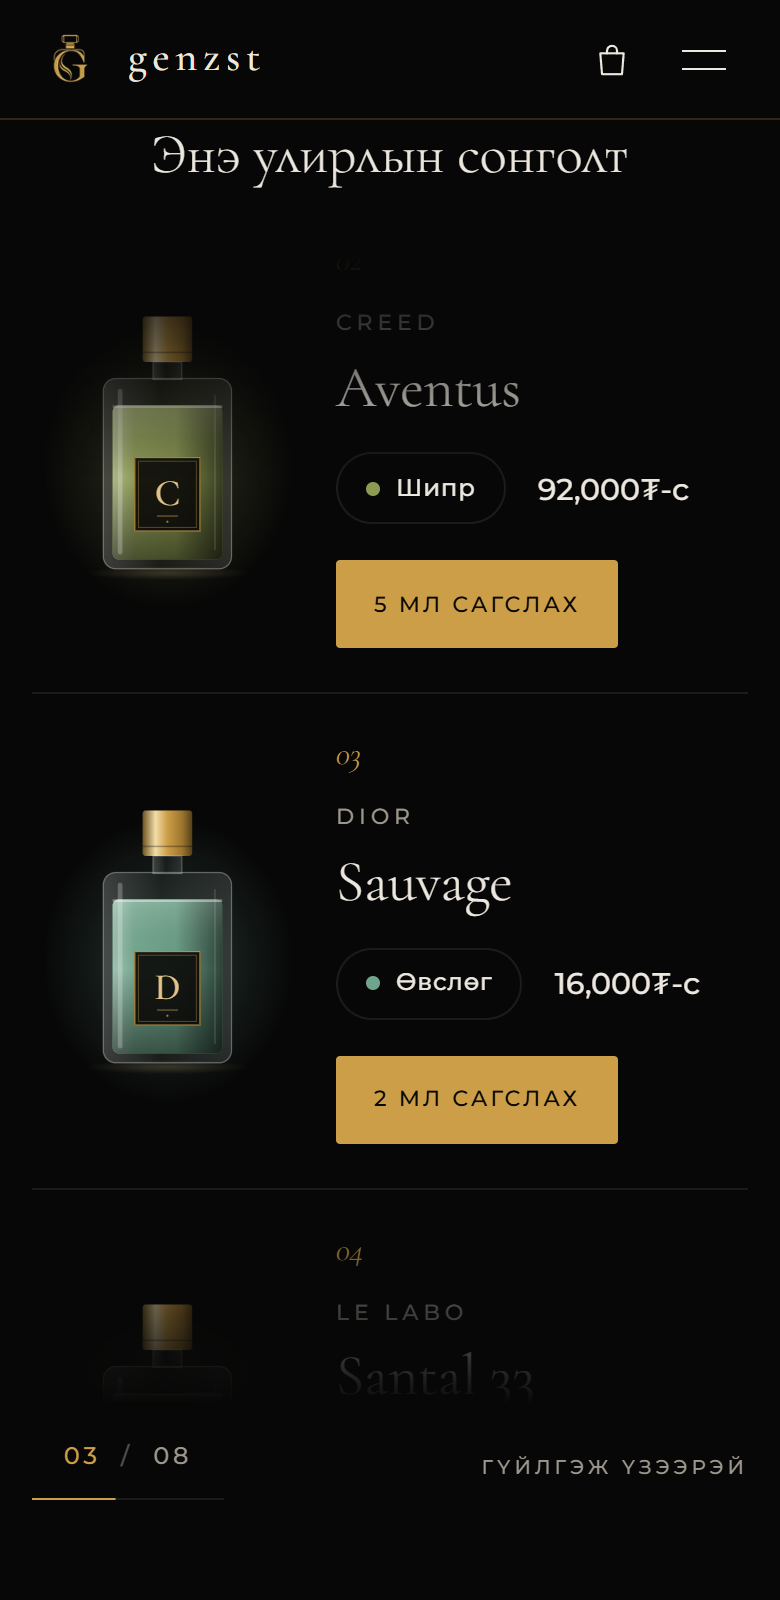 genzst
Энэ улирлын сонголт
02
CREED
Aventus
C
Шипр
92,000₮-с
5 МЛ САГСЛАХ
03
DIOR
Sauvage
D
Өвслөг
16,000₮-с
2 МЛ САГСЛАХ
04
LE LABO
Santal 33
03 / 08
ГҮЙЛГЭЖ ҮЗЭЭРЭЙ